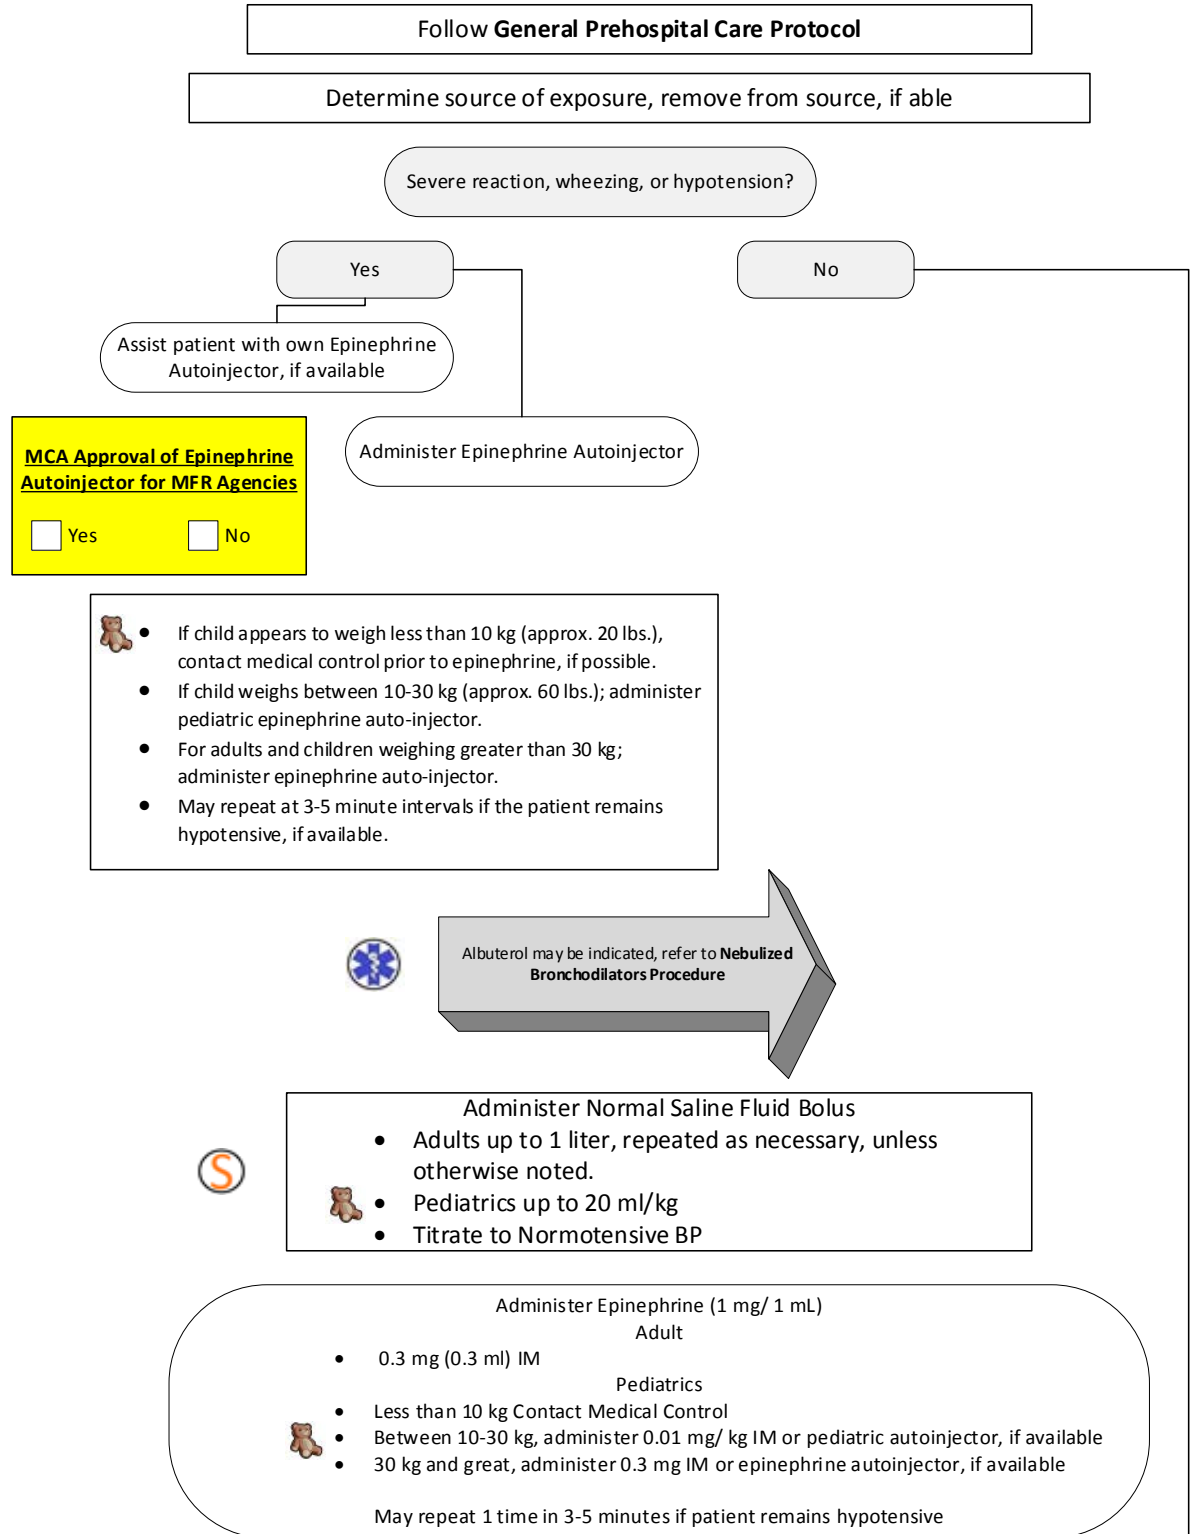 Follow General Prehospital Care Protocol
Determine source of exposure, remove from source, if able
Severe reaction, wheezing, or hypotension?
Yes
No
Assist patient with own Epinephrine
Autoinjector, if available
Administer Epinephrine Autoinjector
MCA Approval of Epinephrine
Autoinjector for MFR Agencies
Yes
No
• If child appears to weigh less than 10 kg (approx. 20 lbs.),
contact medical control prior to epinephrine, if possible.
• If child weighs between 10-30 kg (approx. 60 lbs.); administer
pediatric epinephrine auto-injector.
• For adults and children weighing greater than 30 kg;
administer epinephrine auto-injector.
• May repeat at 3-5 minute intervals if the patient remains
hypotensive, if available.
Albuterol may be indicated, refer to Nebulized
Bronchodilators Procedure
S
Administer Normal Saline Fluid Bolus
• Adults up to 1 liter, repeated as necessary, unless
otherwise noted.
• Pediatrics up to 20 ml/kg
• Titrate to Normotensive BP
Administer Epinephrine (1 mg/ 1 mL)
Adult
• 0.3 mg (0.3 ml) IM
Pediatrics
• Less than 10 kg Contact Medical Control
• Between 10-30 kg, administer 0.01 mg/ kg IM or pediatric autoinjector, if available
• 30 kg and great, administer 0.3 mg IM or epinephrine autoinjector, if available
May repeat 1 time in 3-5 minutes if patient remains hypotensive